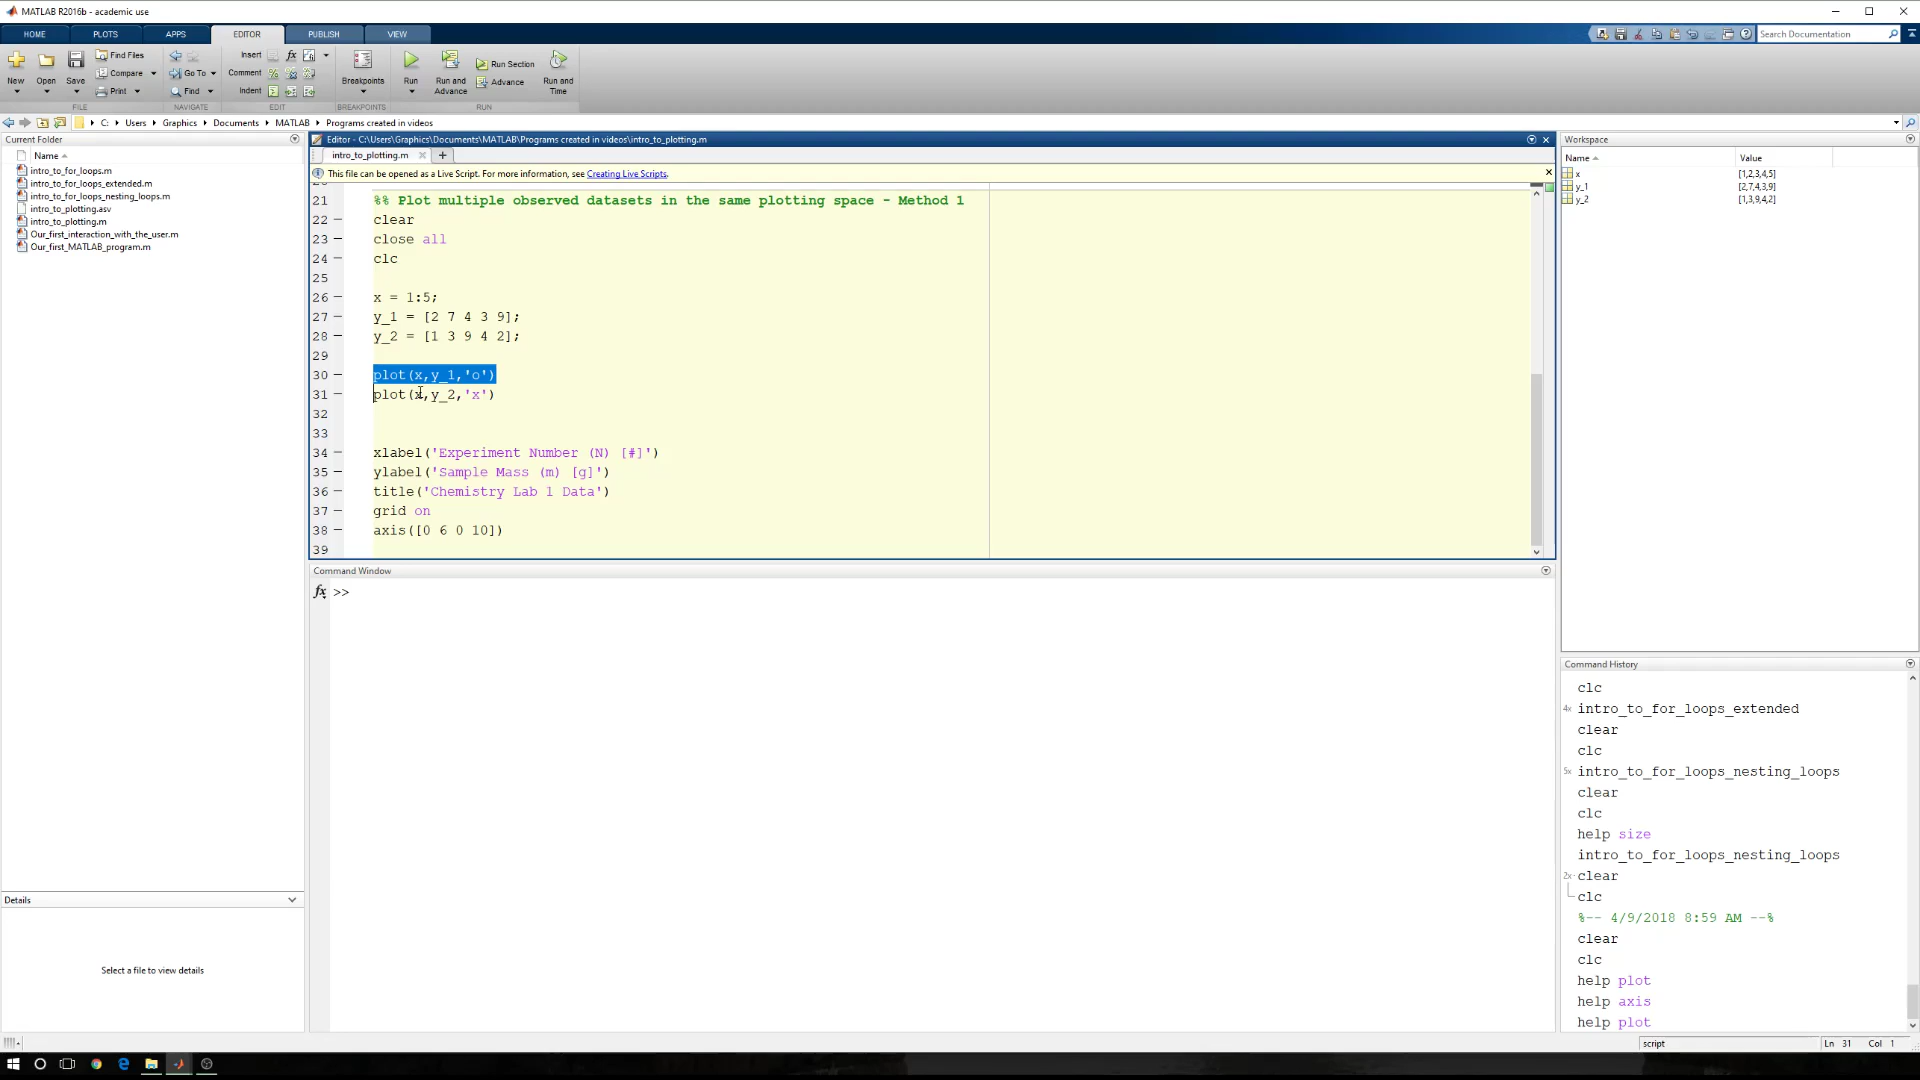 MATLAB R2016b - academic use
HOME PLOTS APPS EDITOR PUBLISH VIEW
Search Documentation
New Open Save Find Files Compare Print
Go To Find
Insert fx Comment Indent
Breakpoints Run Run and Advance Run Section Advance Run and Time
FILE NAVIGATE EDIT BREAKPOINTS RUN
C: Users Graphics Documents MATLAB Programs created in videos
Current Folder
Name
intro_to_for_loops.m
intro_to_for_loops_extended.m
intro_to_for_loops_nesting_loops.m
intro_to_plotting.asv
intro_to_plotting.m
Our_first_interaction_with_the_user.m
Our_first_MATLAB_program.m
Details
Select a file to view details
Editor - C:\Users\Graphics\Documents\MATLAB\Programs created in videos\intro_to_plotting.m
intro_to_plotting.m
This file can be opened as a Live Script. For more information, see Creating Live Scripts.
21 %% Plot multiple observed datasets in the same plotting space - Method 1
22 clear
23 close all
24 clc
25
26 x = 1:5;
27 y_1 = [2 7 4 3 9];
28 y_2 = [1 3 9 4 2];
29
30 plot(x,y_1,'o')
31 plot(x,y_2,'x')
32
33
34 xlabel('Experiment Number (N) [#]')
35 ylabel('Sample Mass (m) [g]')
36 title('Chemistry Lab 1 Data')
37 grid on
38 axis([0 6 0 10])
39
Command Window
fx >>
Workspace
Name Value
x [1,2,3,4,5]
y_1 [2,7,4,3,9]
y_2 [1,3,9,4,2]
Command History
clc
4x intro_to_for_loops_extended
clear
clc
5x intro_to_for_loops_nesting_loops
clear
clc
help size
intro_to_for_loops_nesting_loops
2x clear
clc
%-- 4/9/2018 8:59 AM --%
clear
clc
help plot
help axis
help plot
script Ln 31 Col 1